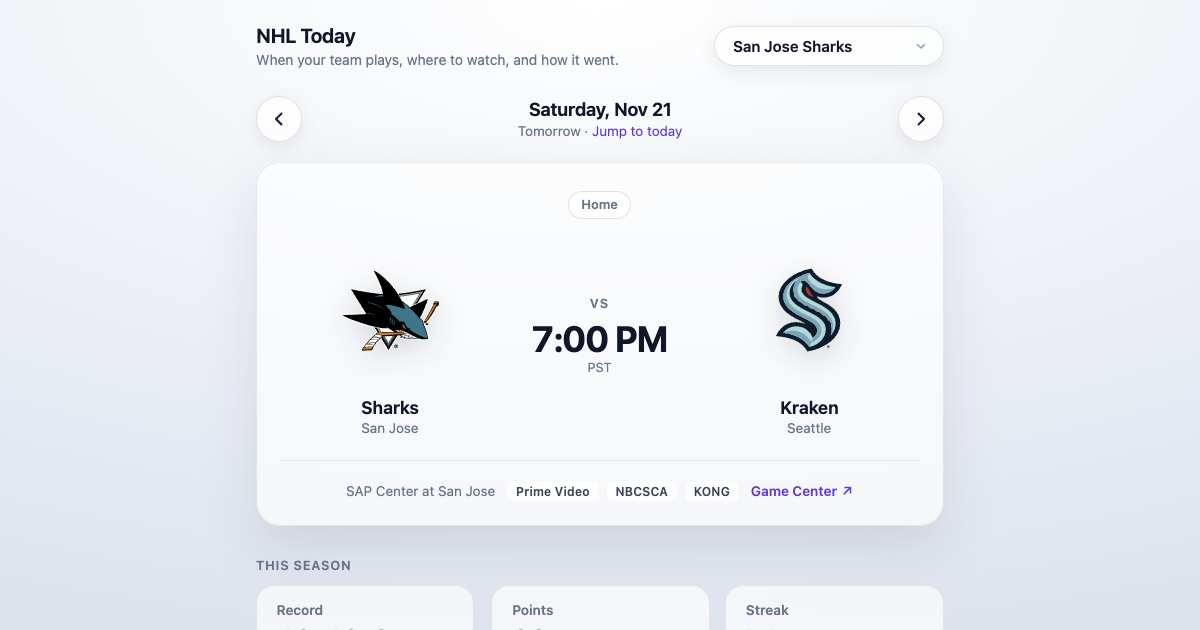 NHL Today
When your team plays, where to watch, and how it went.
San Jose Sharks
Saturday, Nov 21
Tomorrow · Jump to today
Home
VS
7:00 PM
PST
Sharks
San Jose
Kraken
Seattle
SAP Center at San Jose Prime Video NBCSCA KONG Game Center ↗
THIS SEASON
Record
Points
Streak